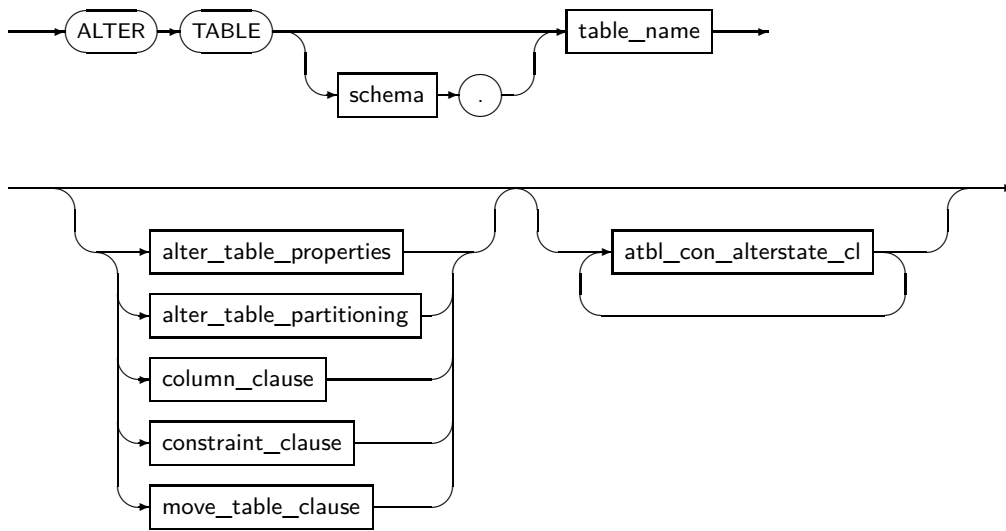 ALTER TABLE table_name
schema .
alter_table_properties atbl_con_alterstate_cl
alter_table_partitioning
column_clause
constraint_clause
move_table_clause